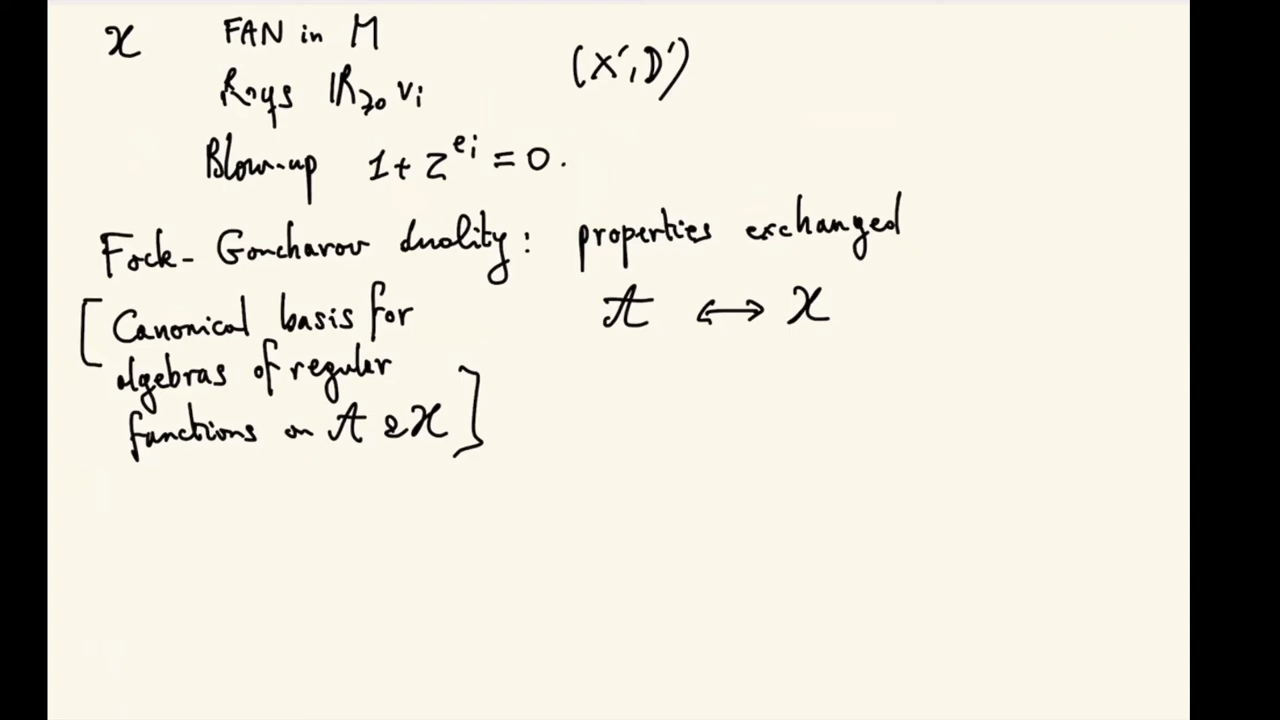 𝒳 FAN in M
Rays ℝ≥0 vᵢ (X′, D′)
Blow-up 1 + z^{eᵢ} = 0.
Fock-Goncharov duality: properties exchanged
[Canonical basis for 𝒜 ↔ 𝒳
algebras of regular
functions on 𝒜 & 𝒳]